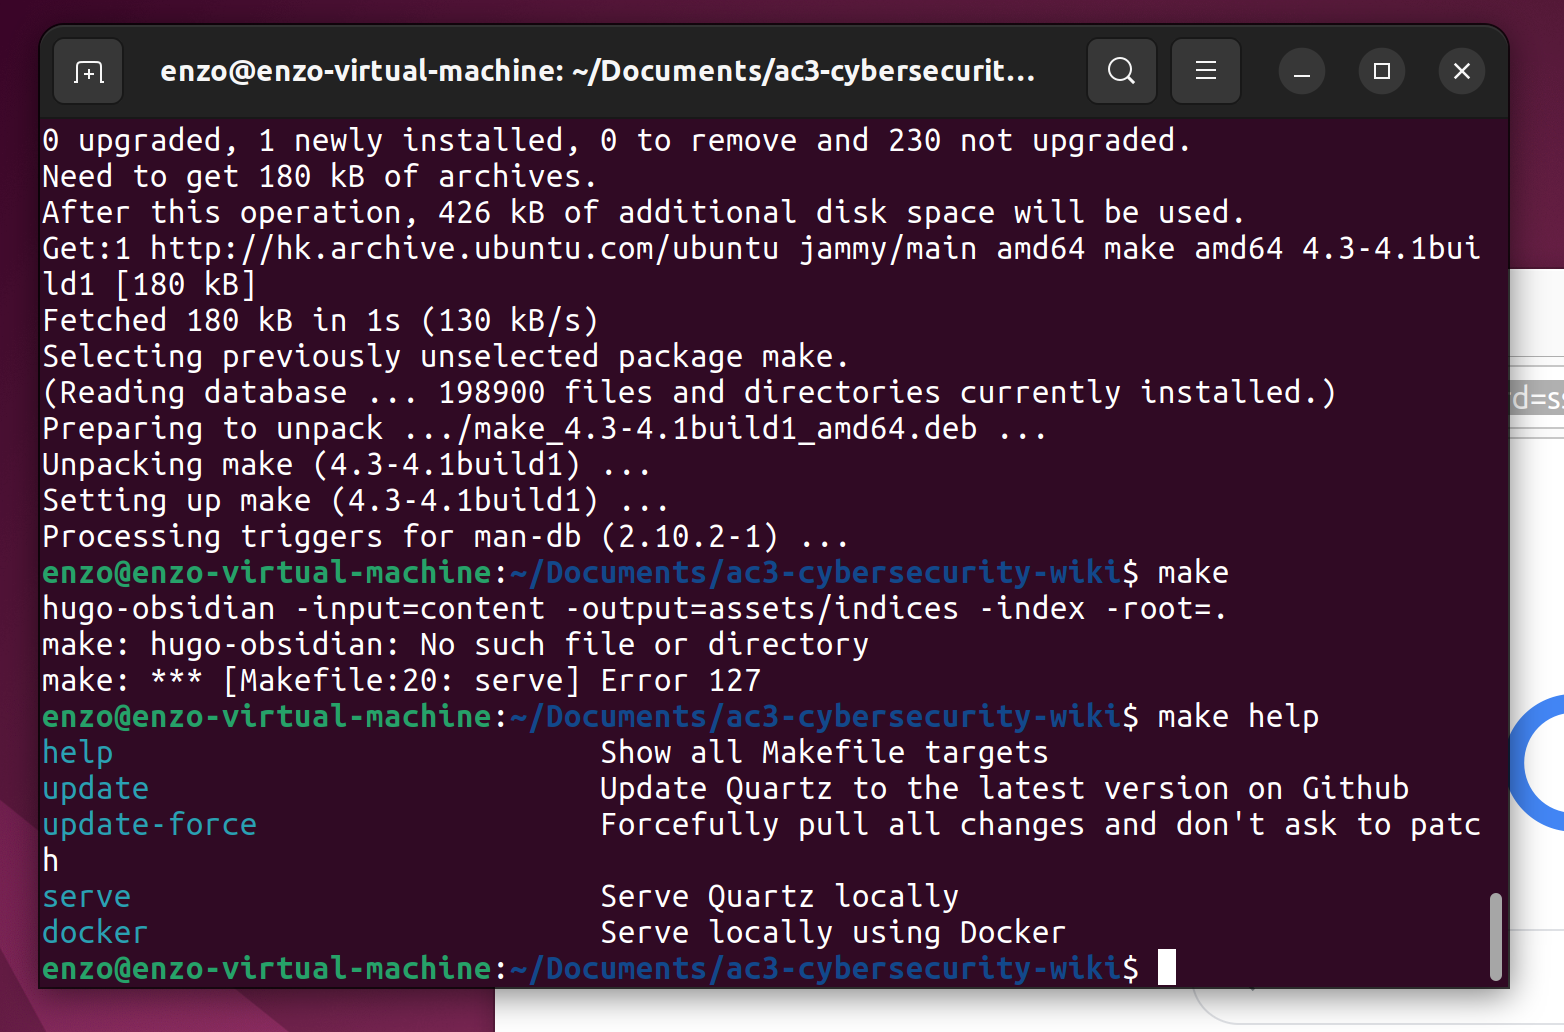 enzo@enzo-virtual-machine: ~/Documents/ac3-cybersecurit...
0 upgraded, 1 newly installed, 0 to remove and 230 not upgraded.
Need to get 180 kB of archives.
After this operation, 426 kB of additional disk space will be used.
Get:1 http://hk.archive.ubuntu.com/ubuntu jammy/main amd64 make amd64 4.3-4.1bui
ld1 [180 kB]
Fetched 180 kB in 1s (130 kB/s)
Selecting previously unselected package make.
(Reading database ... 198900 files and directories currently installed.)
Preparing to unpack .../make_4.3-4.1build1_amd64.deb ...
Unpacking make (4.3-4.1build1) ...
Setting up make (4.3-4.1build1) ...
Processing triggers for man-db (2.10.2-1) ...
enzo@enzo-virtual-machine:~/Documents/ac3-cybersecurity-wiki$ make
hugo-obsidian -input=content -output=assets/indices -index -root=.
make: hugo-obsidian: No such file or directory
make: *** [Makefile:20: serve] Error 127
enzo@enzo-virtual-machine:~/Documents/ac3-cybersecurity-wiki$ make help
help Show all Makefile targets
update Update Quartz to the latest version on Github
update-force Forcefully pull all changes and don't ask to patc
h
serve Serve Quartz locally
docker Serve locally using Docker
enzo@enzo-virtual-machine:~/Documents/ac3-cybersecurity-wiki$